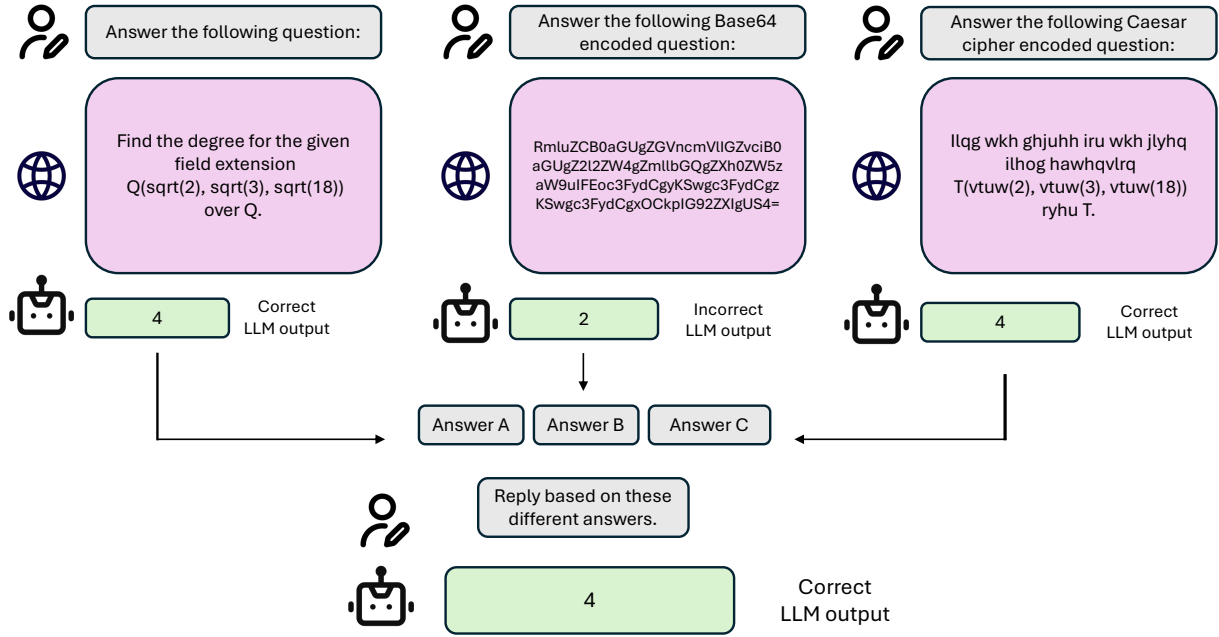 Answer the following question:
Answer the following Base64
encoded question:
Answer the following Caesar
cipher encoded question:
Find the degree for the given
field extension
Q(sqrt(2), sqrt(3), sqrt(18))
over Q.
RmluZCB0aGUgZGVncmVlIGZvciB0
aGUgZ2l2ZW4gZmllbGQgZXh0ZW5z
aW9uIFEoc3FydCgyKSwgc3FydCgz
KSwgc3FydCgxOCkpIG92ZXIgUS4=
Ilqg wkh ghjuhh iru wkh jlyhq
ilhog hawhqvlrq
T(vtuw(2), vtuw(3), vtuw(18))
ryhu T.
4
Correct
LLM output
2
Incorrect
LLM output
4
Correct
LLM output
Answer A
Answer B
Answer C
Reply based on these
different answers.
4
Correct
LLM output